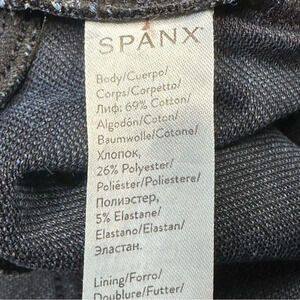 SPANX
Body/Cuerpo/
Corps/Corpetto/
Лиф: 69% Cotton/
Algodón/Coton/
Baumwolle/Cotone/
Хлопок,
26% Polyester/
Poliéster/Poliestere/
Полиэстер,
5% Elastane/
Elastano/Elastan/
Эластан.
Lining/Forro/
Doublure/Futter/